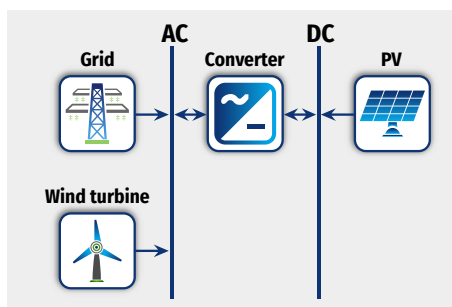 AC
DC
Grid
Converter
PV
Wind turbine